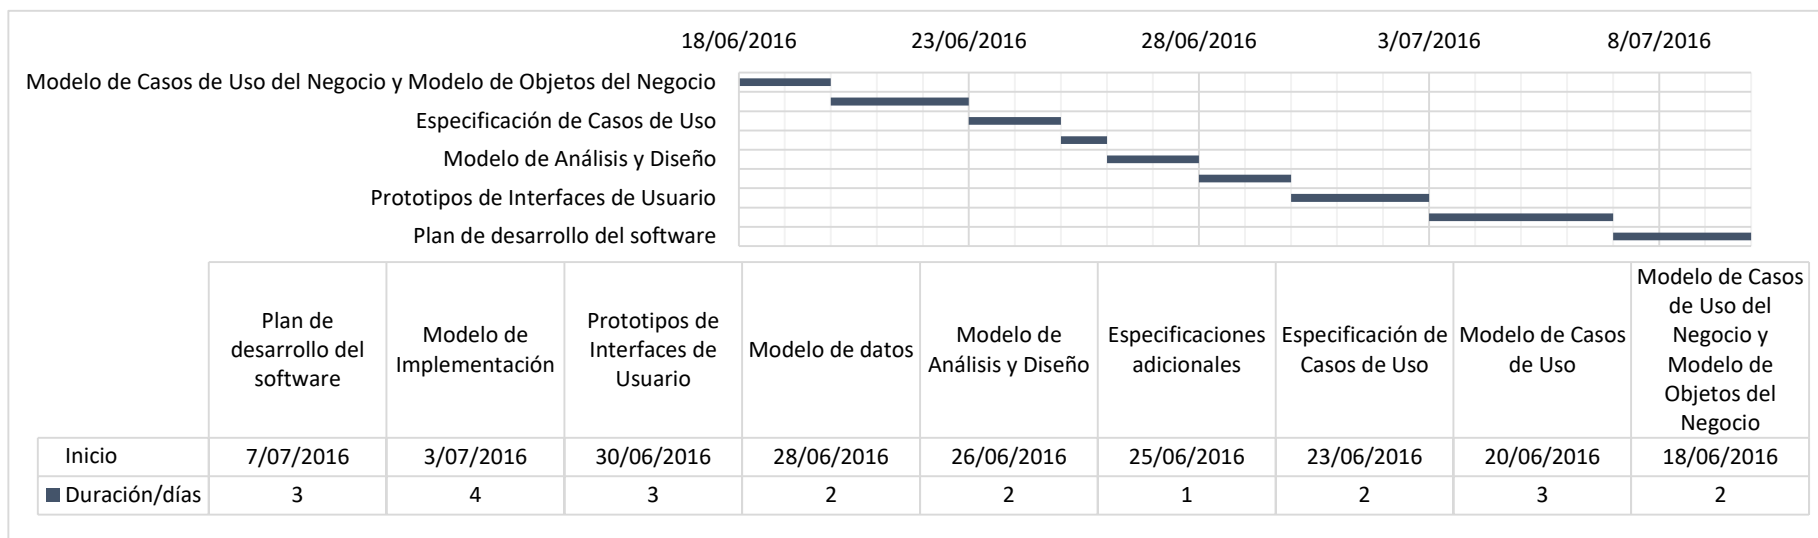 18/06/2016 23/06/2016 28/06/2016 3/07/2016 8/07/2016
Modelo de Casos de Uso del Negocio y Modelo de Objetos del Negocio
Especificación de Casos de Uso
Modelo de Análisis y Diseño
Prototipos de Interfaces de Usuario
Plan de desarrollo del software
Plan de
desarrollo del
software
Modelo de
Implementación
Prototipos de
Interfaces de
Usuario
Modelo de datos
Modelo de
Análisis y Diseño
Especificaciones
adicionales
Especificación de
Casos de Uso
Modelo de Casos
de Uso
Modelo de Casos
de Uso del
Negocio y
Modelo de
Objetos del
Negocio
Inicio 7/07/2016 3/07/2016 30/06/2016 28/06/2016 26/06/2016 25/06/2016 23/06/2016 20/06/2016 18/06/2016
Duración/días 3 4 3 2 2 1 2 3 2